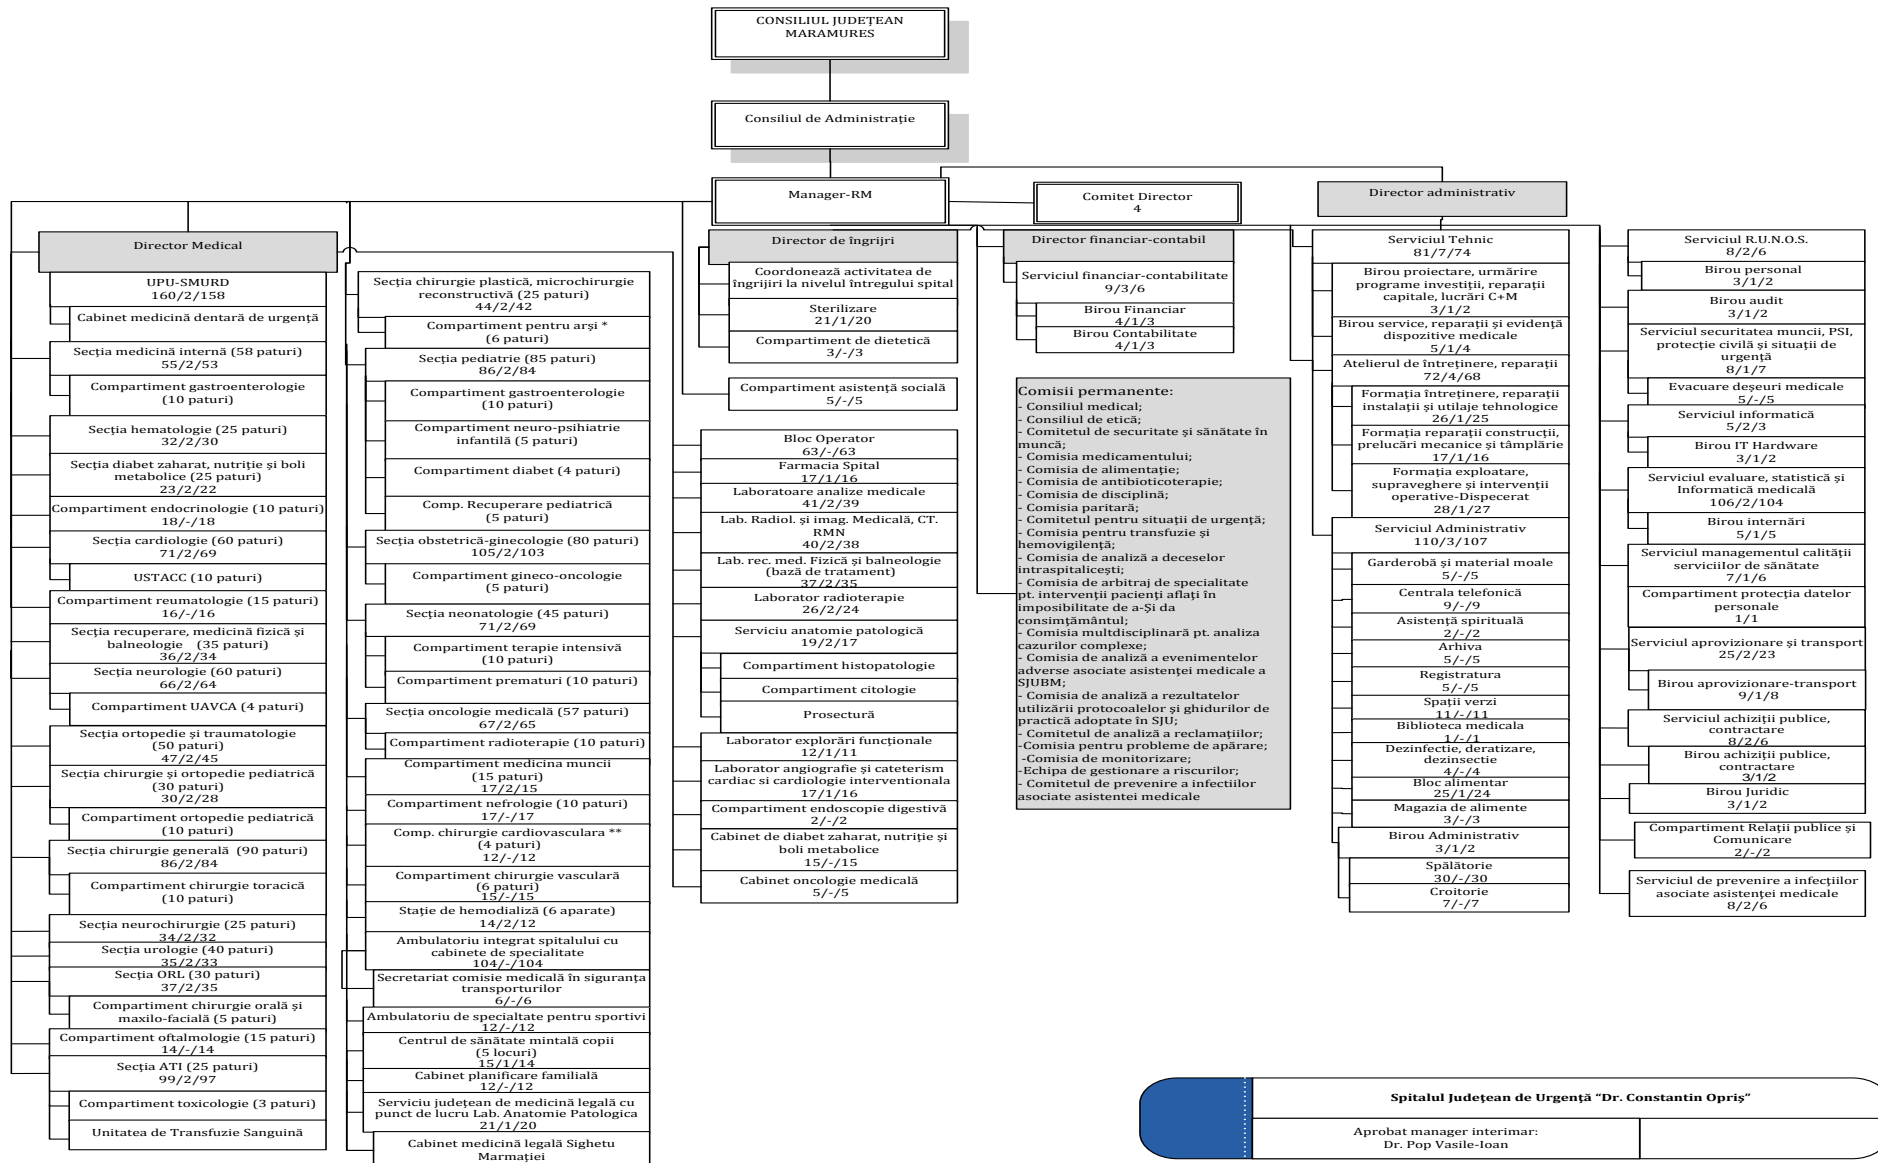 CONSILIUL JUDEȚEAN
MARAMURES
Consiliul de Administrație
Manager-RM
Comitet Director
4
Director administrativ
Director Medical
UPU-SMURD
160/2/158
Cabinet medicină dentară de urgență
Secția medicină internă (58 paturi)
55/2/53
Compartiment gastroenterologie
(10 paturi)
Secția hematologie (25 paturi)
32/2/30
Secția diabet zaharat, nutriție și boli
metabolice (25 paturi)
23/2/22
Compartiment endocrinologie (10 paturi)
18/-/18
Secția cardiologie (60 paturi)
71/2/69
USTACC (10 paturi)
Compartiment reumatologie (15 paturi)
16/-/16
Secția recuperare, medicină fizică și
balneologie (35 paturi)
36/2/34
Secția neurologie (60 paturi)
66/2/64
Compartiment UAVCA (4 paturi)
Secția ortopedie și traumatologie
(50 paturi)
47/2/45
Secția chirurgie și ortopedie pediatrică
(30 paturi)
30/2/28
Compartiment ortopedie pediatrică
(10 paturi)
Secția chirurgie generală (90 paturi)
86/2/84
Compartiment chirurgie toracică
(10 paturi)
Secția neurochirurgie (25 paturi)
34/2/32
Secția urologie (40 paturi)
35/2/33
Secția ORL (30 paturi)
37/2/35
Compartiment chirurgie orală și
maxilo-facială (5 paturi)
Compartiment oftalmologie (15 paturi)
14/-/14
Secția ATI (25 paturi)
99/2/97
Compartiment toxicologie (3 paturi)
Unitatea de Transfuzie Sanguină
Secția chirurgie plastică, microchirurgie
reconstructivă (25 paturi)
44/2/42
Compartiment pentru arși *
(6 paturi)
Secția pediatrie (85 paturi)
86/2/84
Compartiment gastroenterologie
(10 paturi)
Compartiment neuro-psihiatrie
infantilă (5 paturi)
Compartiment diabet (4 paturi)
Comp. Recuperare pediatrică
(5 paturi)
Secția obstetrică-ginecologie (80 paturi)
105/2/103
Compartiment gineco-oncologie
(5 paturi)
Secția neonatologie (45 paturi)
71/2/69
Compartiment terapie intensivă
(10 paturi)
Compartiment prematuri (10 paturi)
Secția oncologie medicală (57 paturi)
67/2/65
Compartiment radioterapie (10 paturi)
Compartiment medicina muncii
(15 paturi)
17/2/15
Compartiment nefrologie (10 paturi)
17/-/17
Comp. chirurgie cardiovasculara **
(4 paturi)
12/-/12
Compartiment chirurgie vasculară
(6 paturi)
15/-/15
Stație de hemodializă (6 aparate)
14/2/12
Ambulatoriu integrat spitalului cu
cabinete de specialitate
104/-/104
Secretariat comisie medicală în siguranța
transporturilor
6/-/6
Ambulatoriu de specialtate pentru sportivi
12/-/12
Centrul de sănătate mintală copii
(5 locuri)
15/1/14
Cabinet planificare familială
12/-/12
Serviciu județean de medicină legală cu
punct de lucru Lab. Anatomie Patologica
21/1/20
Cabinet medicină legală Sighetu
Marmației
Director de îngrijri
Coordonează activitatea de
îngrijiri la nivelul întregului spital
Sterilizare
21/1/20
Compartiment de dietetică
3/-/3
Compartiment asistență socială
5/-/5
Bloc Operator
63/-/63
Farmacia Spital
17/1/16
Laboratoare analize medicale
41/2/39
Lab. Radiol. și imag. Medicală, CT.
RMN
40/2/38
Lab. rec. med. Fizică și balneologie
(bază de tratament)
37/2/35
Laborator radioterapie
26/2/24
Serviciu anatomie patologică
19/2/17
Compartiment histopatologie
Compartiment citologie
Prosectură
Laborator explorări funcționale
12/1/11
Laborator angiografie și cateterism
cardiac si cardiologie interventionala
17/1/16
Compartiment endoscopie digestivă
2/-/2
Cabinet de diabet zaharat, nutriție și
boli metabolice
15/-/15
Cabinet oncologie medicală
5/-/5
Director financiar-contabil
Serviciul financiar-contabilitate
9/3/6
Birou Financiar
4/1/3
Birou Contabilitate
4/1/3
Comisii permanente:
- Consiliul medical;
- Consiliul de etică;
- Comitetul de securitate și sănătate în
muncă;
- Comisia medicamentului;
- Comisia de alimentație;
- Comisia de antibioticoterapie;
- Comisia de disciplină;
- Comisia paritară;
- Comitetul pentru situații de urgență;
- Comisia pentru transfuzie și
hemovigilență;
- Comisia de analiză a deceselor
intraspitalicești;
- Comisia de arbitraj de specialitate
pt. intervenții pacienți aflați în
imposibilitate de a-Și da
consimțământul;
- Comisia multdisciplinară pt. analiza
cazurilor complexe;
- Comisia de analiză a evenimentelor
adverse asociate asistenței medicale a
SJUBM;
- Comisia de analiză a rezultatelor
utilizării protocoalelor și ghidurilor de
practică adoptate în SJU;
- Comitetul de analiză a reclamațiilor;
-Comisia pentru probleme de apărare;
-Comisia de monitorizare;
-Echipa de gestionare a riscurilor;
- Comitetul de prevenire a infectiilor
asociate asistentei medicale
Serviciul Tehnic
81/7/74
Birou proiectare, urmărire
programe investiții, reparații
capitale, lucrări C+M
3/1/2
Birou service, reparații și evidență
dispozitive medicale
5/1/4
Atelierul de întreținere, reparații
72/4/68
Formația întreținere, reparații
instalații și utilaje tehnologice
26/1/25
Formația reparații construcții,
prelucări mecanice și tâmplărie
17/1/16
Formația exploatare,
supraveghere și intervenții
operative-Dispecerat
28/1/27
Serviciul Administrativ
110/3/107
Garderobă și material moale
5/-/5
Centrala telefonică
9/-/9
Asistență spirituală
2/-/2
Arhiva
5/-/5
Registratura
5/-/5
Spații verzi
11/-/11
Biblioteca medicala
1/-/1
Dezinfectie, deratizare,
dezinsectie
4/-/4
Bloc alimentar
25/1/24
Magazia de alimente
3/-/3
Birou Administrativ
3/1/2
Spălătorie
30/-/30
Croitorie
7/-/7
Serviciul R.U.N.O.S.
8/2/6
Birou personal
3/1/2
Birou audit
3/1/2
Serviciul securitatea muncii, PSI,
protecție civilă și situații de
urgență
8/1/7
Evacuare deșeuri medicale
5/-/5
Serviciul informatică
5/2/3
Birou IT Hardware
3/1/2
Serviciul evaluare, statistică și
Informatică medicală
106/2/104
Birou internări
5/1/5
Serviciul managementul calității
serviciilor de sănătate
7/1/6
Compartiment protecția datelor
personale
1/1
Serviciul aprovizionare și transport
25/2/23
Birou aprovizionare-transport
9/1/8
Serviciul achiziții publice,
contractare
8/2/6
Birou achiziții publice,
contractare
3/1/2
Birou Juridic
3/1/2
Compartiment Relații publice și
Comunicare
2/-/2
Serviciul de prevenire a infecțiilor
asociate asistenței medicale
8/2/6
Spitalul Județean de Urgență “Dr. Constantin Opriș”
Aprobat manager interimar:
Dr. Pop Vasile-Ioan